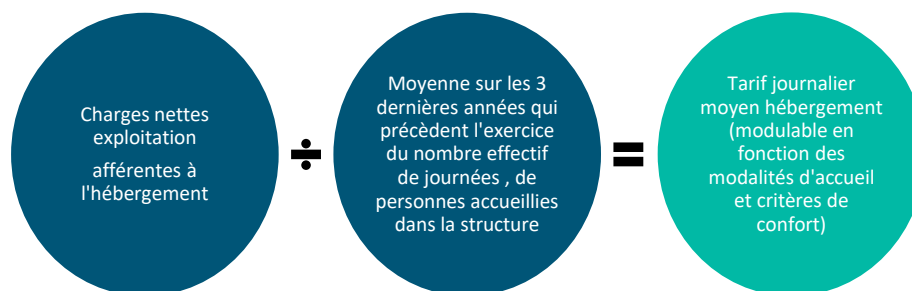 Charges nettes
exploitation
afférentes à
l'hébergement
÷
Moyenne sur les 3
dernières années qui
précèdent l'exercice
du nombre effectif
de journées , de
personnes accueillies
dans la structure
=
Tarif journalier
moyen hébergement
(modulable en
fonction des
modalités d'accueil
et critères de
confort)